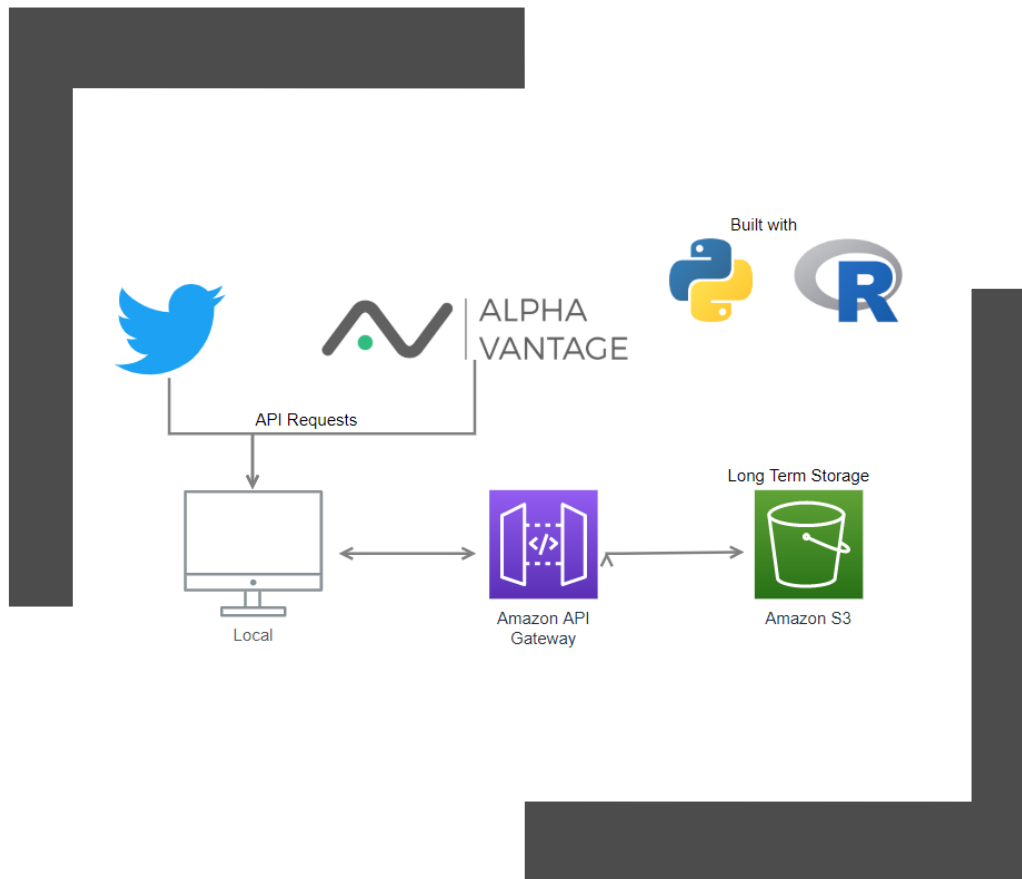 Built with
R
ALPHA
VANTAGE
API Requests
Long Term Storage
</>
Local
Amazon API
Gateway
Amazon S3